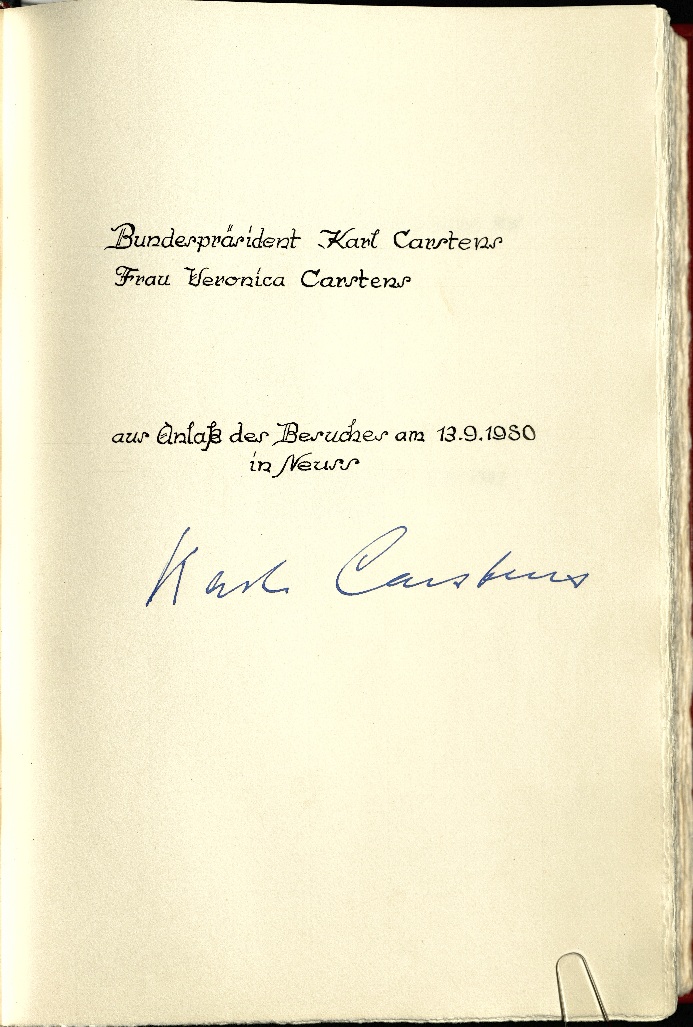 Bundespräsident Karl Carstens
Frau Veronica Carstens
aus Anlaß des Besuches am 13.9.1980
in Neuss
Karl Carstens